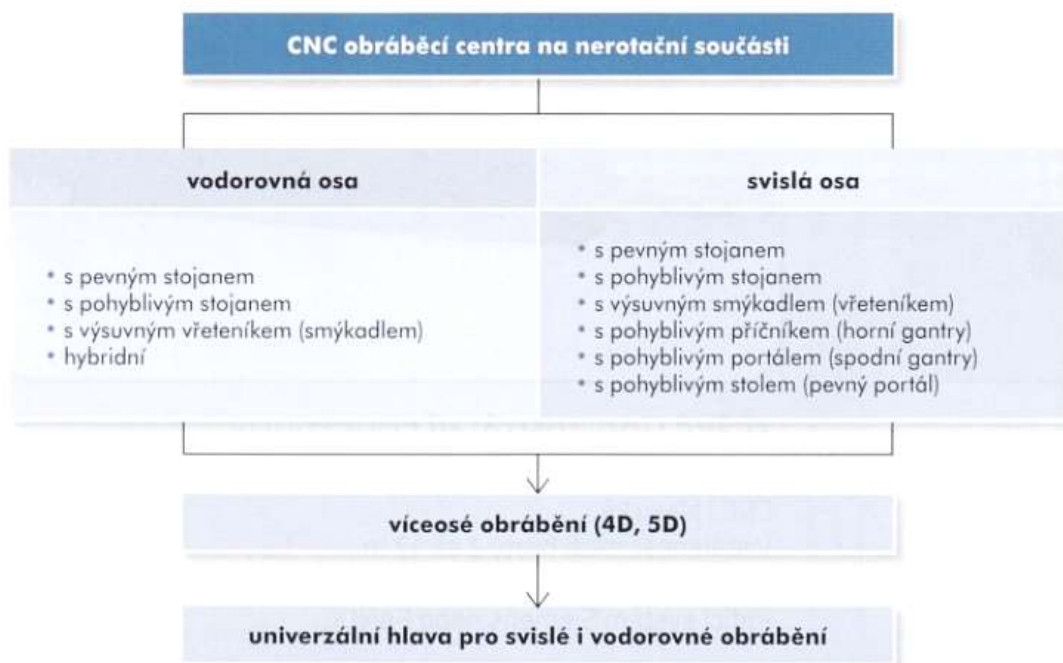 CNC obráběcí centra na nerotační součásti
vodorovná osa
• s pevným stojanem
• s pohyblivým stojanem
• s výsuvným vřeteníkem (smýkadlem)
• hybridní
svislá osa
• s pevným stojanem
• s pohyblivým stojanem
• s výsuvným smýkadlem (vřeteníkem)
• s pohyblivým příčníkem (horní gantry)
• s pohyblivým portálem (spodní gantry)
• s pohyblivým stolem (pevný portál)
víceosé obrábění (4D, 5D)
univerzální hlava pro svislé i vodorovné obrábění